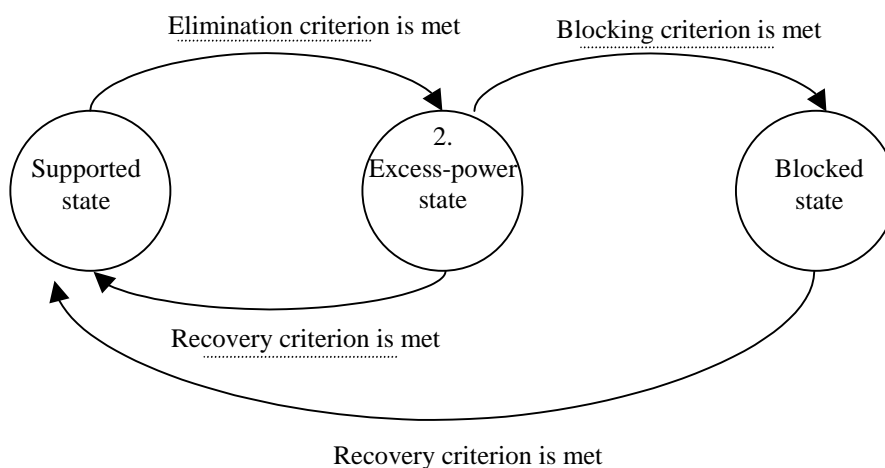 Elimination criterion is met
Blocking criterion is met
Supported
state
2.
Excess-power
state
Blocked
state
Recovery criterion is met
Recovery criterion is met